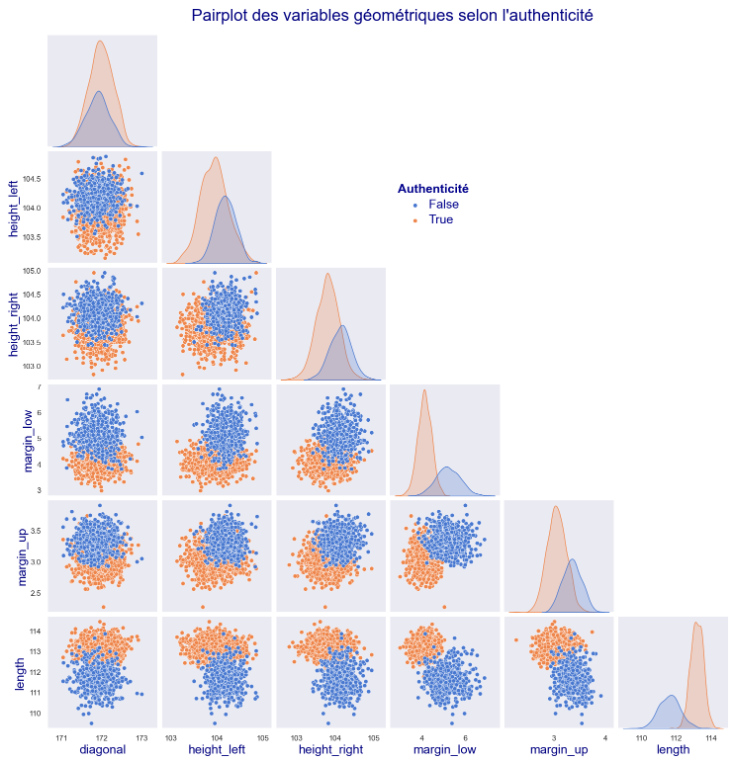 Pairplot des variables géométriques selon l'authenticité
Authenticité
False
True
height_left
104.5
104.0
103.5
height_right
105.0
104.5
104.0
103.5
103.0
margin_low
7
6
5
4
3
margin_up
3.5
3.0
2.5
length
114
113
112
111
110
171 172 173
103 104 105
103 104 105
4 6
3 4
110 112 114
diagonal height_left height_right margin_low margin_up length